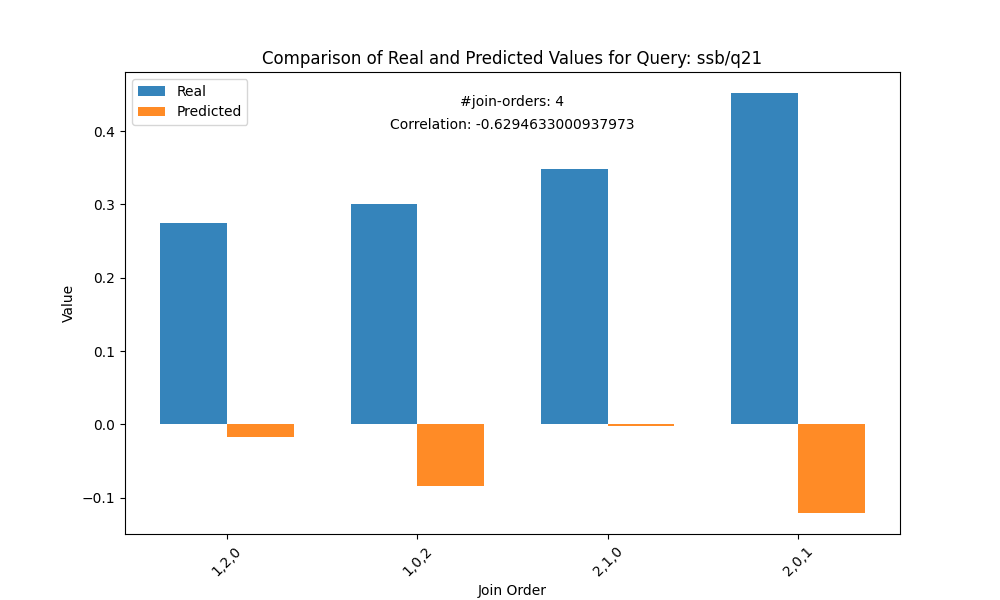 Comparison of Real and Predicted Values for Query: ssb/q21
Real
Predicted
#join-orders: 4
Correlation: -0.6294633000937973
0.4
0.3
0.2
0.1
0.0
−0.1
Value
1,2,0
1,0,2
2,1,0
2,0,1
Join Order